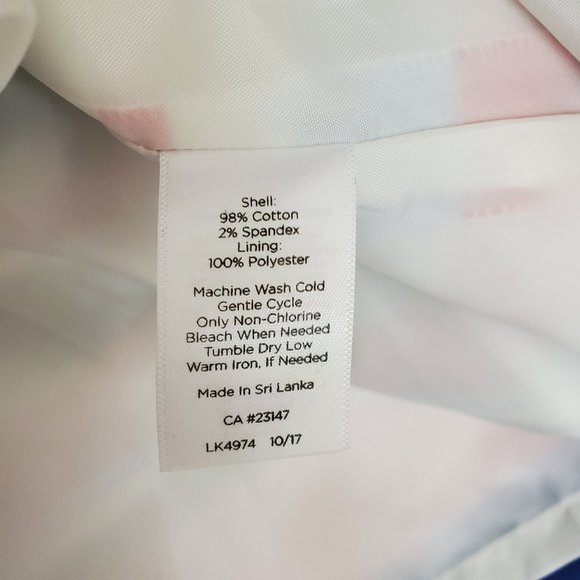 Shell:
98% Cotton
2% Spandex
Lining:
100% Polyester
Machine Wash Cold
Gentle Cycle
Only Non-Chlorine
Bleach When Needed
Tumble Dry Low
Warm Iron, If Needed
Made In Sri Lanka
CA #23147
LK4974 10/17